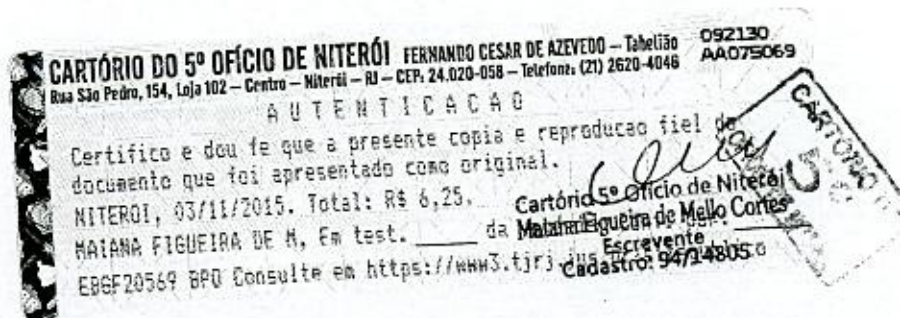 CARTÓRIO DO 5º OFÍCIO DE NITERÓI FERNANDO CESAR DE AZEVEDO – Tabelião
092130
AA075069
Rua São Pedro, 154, Loja 102 – Centro – Niterói – RJ – CEP: 24.020-058 – Telefone: (21) 2620-4046
AUTENTICACAO
Certifico e dou fe que a presente copia e reproducao fiel do
documento que foi apresentado como original.
NITEROI, 03/11/2015. Total: R$ 6,25.
Cartório 5º Ofício de Niterói
MAIANA FIGUEIRA DE M, Em test. _____ da
Maiana Figueira de Mello Cortes
Escrevente
EBGF20569 BPO Consulte em https://www3.tjrj.jus
Cadastro: 94/14805
CARTÓRIO
5º